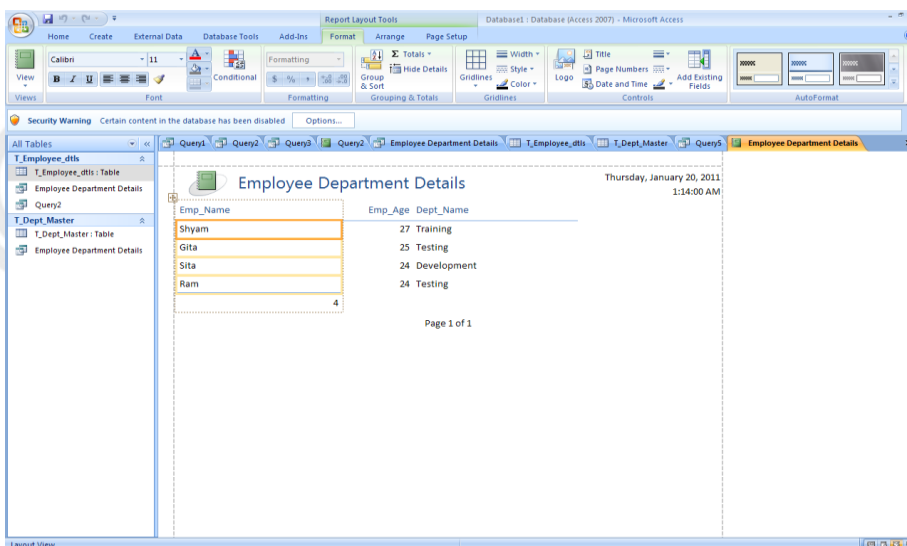 Report Layout Tools
Database1 : Database (Access 2007) - Microsoft Access
Home Create External Data Database Tools Add-Ins Format Arrange Page Setup
View
Views
Calibri 11
B I U
Conditional
Font
Formatting
$ % ,
Formatting
Group & Sort
Σ Totals
Hide Details
Grouping & Totals
Gridlines
Width
Style
Color
Gridlines
Logo
Title
Page Numbers
Date and Time
Add Existing Fields
Controls
AutoFormat
Security Warning Certain content in the database has been disabled Options...
All Tables
Query1 Query2 Query3 Query2 Employee Department Details T_Employee_dtls T_Dept_Master Query5 Employee Department Details
T_Employee_dtls
T_Employee_dtls : Table
Employee Department Details
Query2
T_Dept_Master
T_Dept_Master : Table
Employee Department Details
Employee Department Details
Thursday, January 20, 2011
1:14:00 AM
Emp_Name Emp_Age Dept_Name
Shyam 27 Training
Gita 25 Testing
Sita 24 Development
Ram 24 Testing
4
Page 1 of 1
Layout View